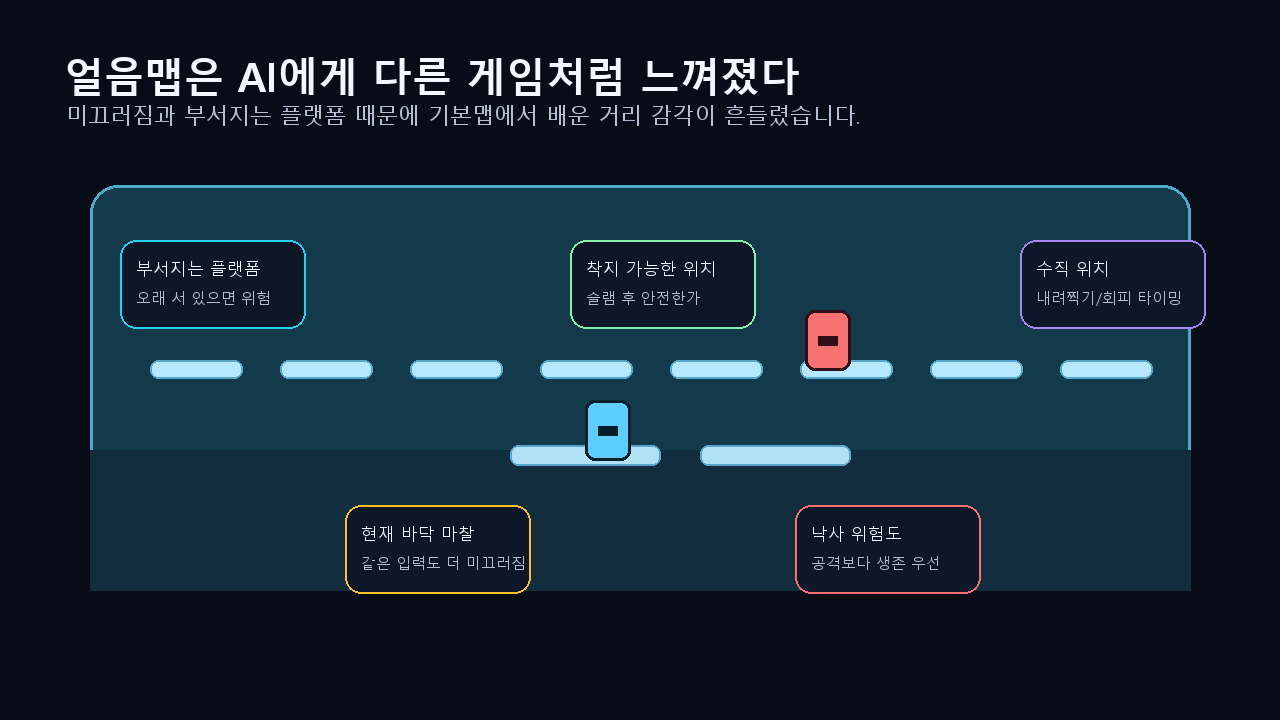 얼음맵은 AI에게 다른 게임처럼 느껴졌다
미끄러짐과 부서지는 플랫폼 때문에 기본맵에서 배운 거리 감각이 흔들렸습니다.
부서지는 플랫폼
오래 서 있으면 위험
착지 가능한 위치
슬램 후 안전한가
수직 위치
내려찍기/회피 타이밍
현재 바닥 마찰
같은 입력도 더 미끄러짐
낙사 위험도
공격보다 생존 우선